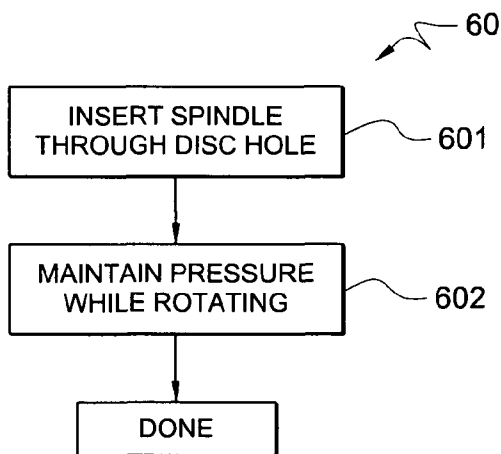 60
INSERT SPINDLE
THROUGH DISC HOLE
601
MAINTAIN PRESSURE
WHILE ROTATING
602
DONE